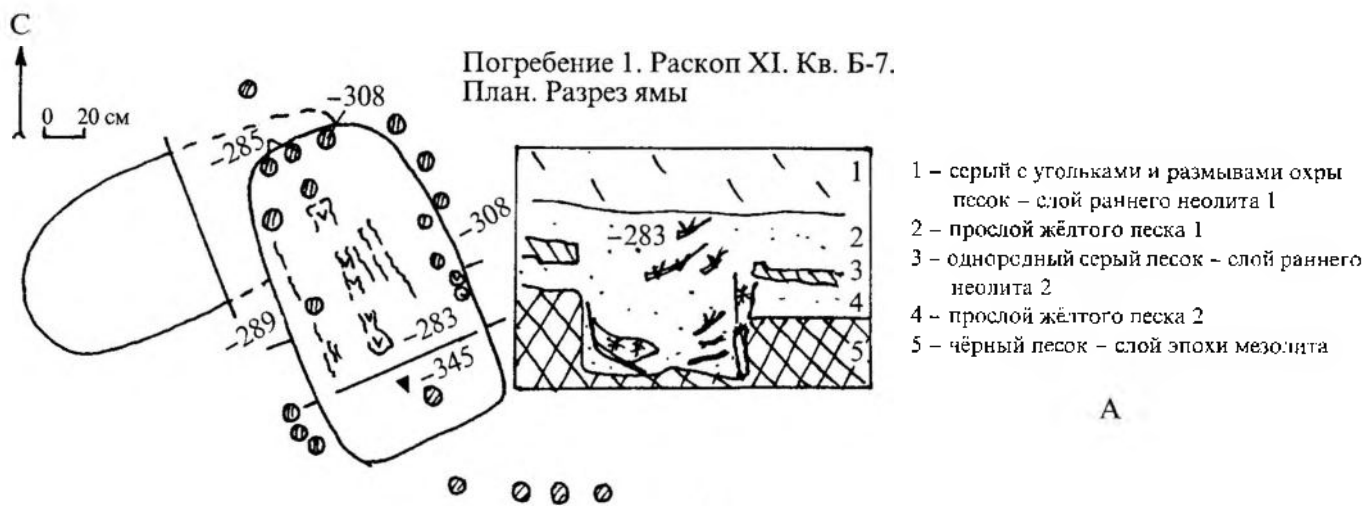 С
0 20 см
Погребение 1. Раскоп XI. Кв. Б-7.
План. Разрез ямы
–308
–285
–308
–289
–283
–345
1
–283
2
3
4
5
1 – серый с угольками и размывами охры
песок – слой раннего неолита 1
2 – прослой жёлтого песка 1
3 – однородный серый песок – слой раннего
неолита 2
4 – прослой жёлтого песка 2
5 – чёрный песок – слой эпохи мезолита
А